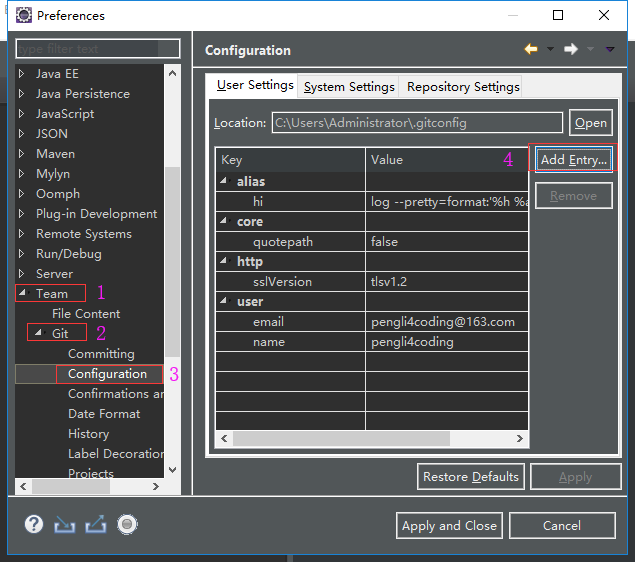 Preferences
type filter text
Configuration
Java EE
Java Persistence
JavaScript
JSON
Maven
Mylyn
Oomph
Plug-in Development
Remote Systems
Run/Debug
Server
Team 1
File Content
Git 2
Committing
Configuration 3
Confirmations a
Date Format
History
Label Decoration
Projects
User Settings System Settings Repository Settings
Location: C:\Users\Administrator\.gitconfig Open
Key Value 4 Add Entry...
alias
hi log --pretty=format:'%h %a Remove
core
quotepath false
http
sslVersion tlsv1.2
user
email pengli4coding@163.com
name pengli4coding
Restore Defaults Apply
Apply and Close Cancel